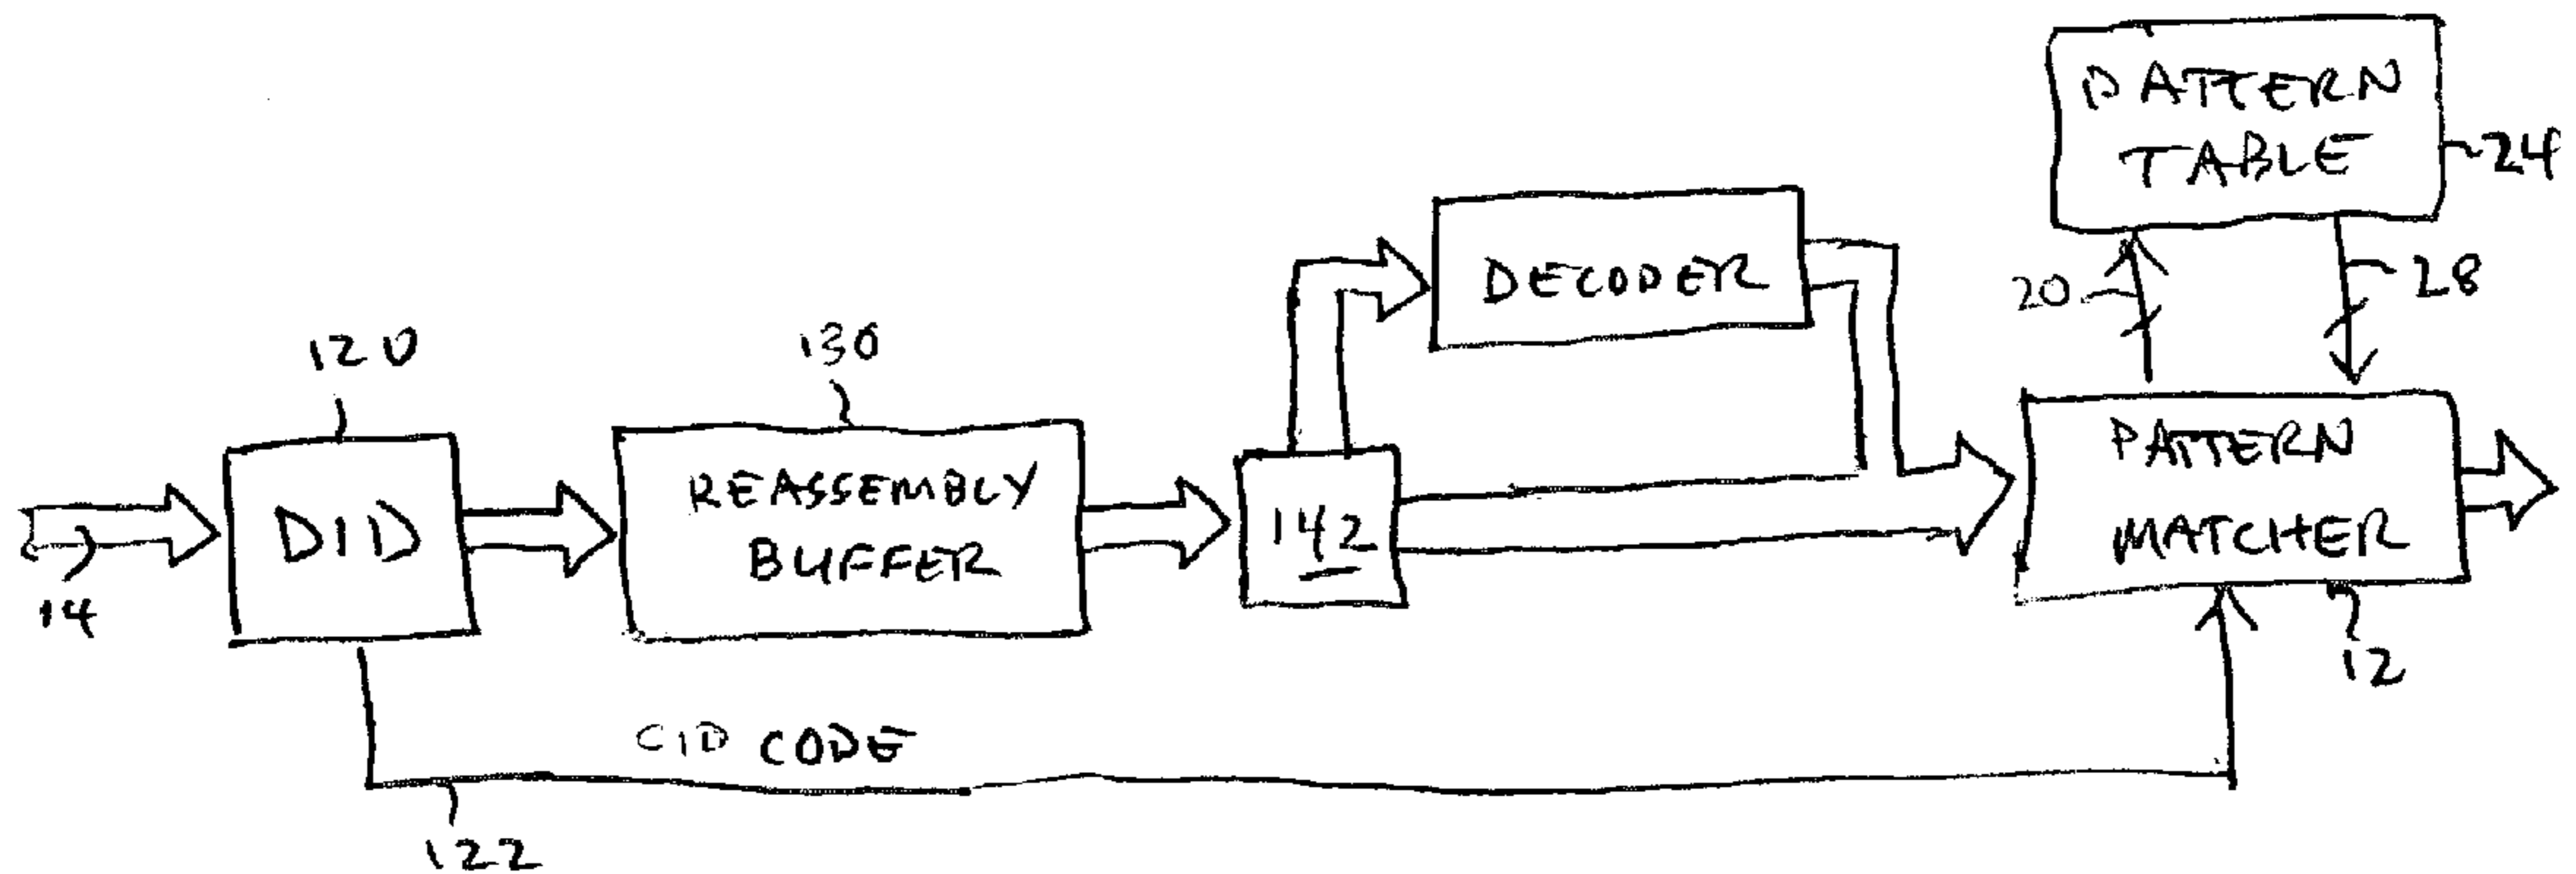 PATTERN
TABLE
24
DECODER
20
28
120
130
DID
REASSEMBLY
BUFFER
142
PATTERN
MATCHER
14
12
CID CODE
122